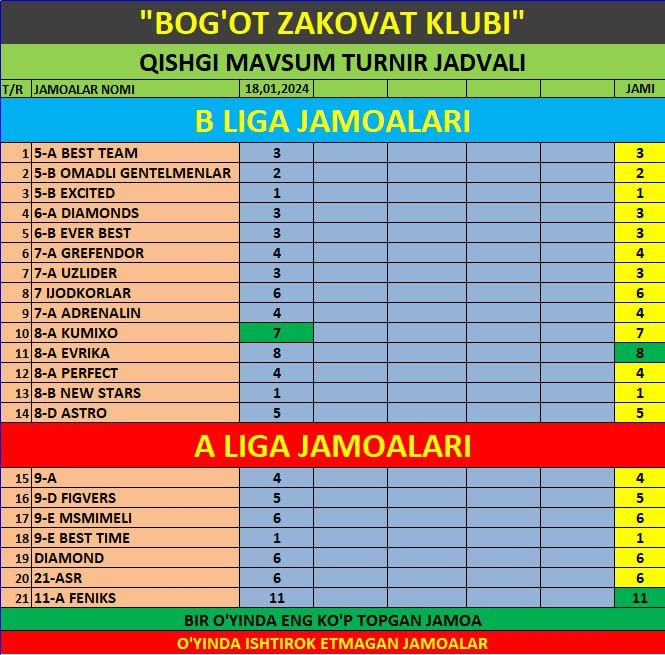 "BOG'OT ZAKOVAT KLUBI"
QISHGI MAVSUM TURNIR JADVALI
T/R JAMOALAR NOMI 18,01,2024 JAMI
B LIGA JAMOALARI
1 5-A BEST TEAM 3 3
2 5-B OMADLI GENTELMENLAR 2 2
3 5-B EXCITED 1 1
4 6-A DIAMONDS 3 3
5 6-B EVER BEST 3 3
6 7-A GREFENDOR 4 4
7 7-A UZLIDER 3 3
8 7 IJODKORLAR 6 6
9 7-A ADRENALIN 4 4
10 8-A KUMIXO 7 7
11 8-A EVRIKA 8 8
12 8-A PERFECT 4 4
13 8-B NEW STARS 1 1
14 8-D ASTRO 5 5
A LIGA JAMOALARI
15 9-A 4 4
16 9-D FIGVERS 5 5
17 9-E MSMIMELI 6 6
18 9-E BEST TIME 1 1
19 DIAMOND 6 6
20 21-ASR 6 6
21 11-A FENIKS 11 11
BIR O'YINDA ENG KO'P TOPGAN JAMOA
O'YINDA ISHTIROK ETMAGAN JAMOALAR